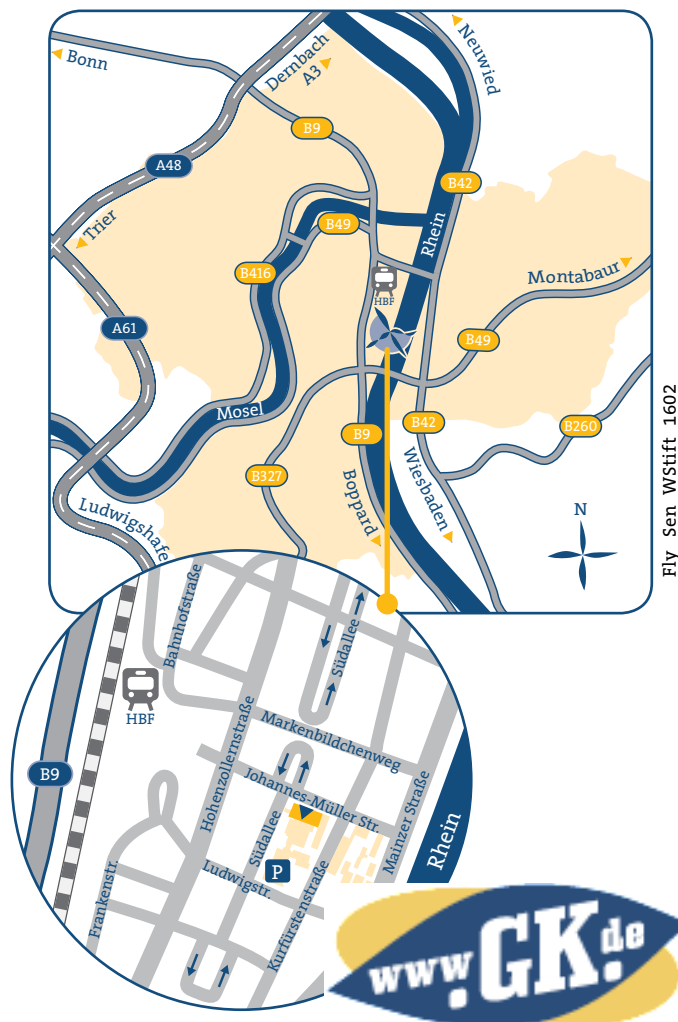 Bonn
Dernbach
A3
Neuwied
B9
A48
B42
Trier
B49
Rhein
B416
HBF
Montabaur
A61
B49
Mosel
B9
B42
B260
B327
Boppard
Wiesbaden
Ludwigshafe
N
Fly Sen WStift 1602
Bahnhofstraße
Südallee
HBF
Markenbildchenweg
Hohenzollernstraße
B9
Johannes-Müller Str.
Mainzer Straße
Südallee
Rhein
P
Ludwigstr.
Frankenstr.
Kurfürstenstraße
www.GK.de